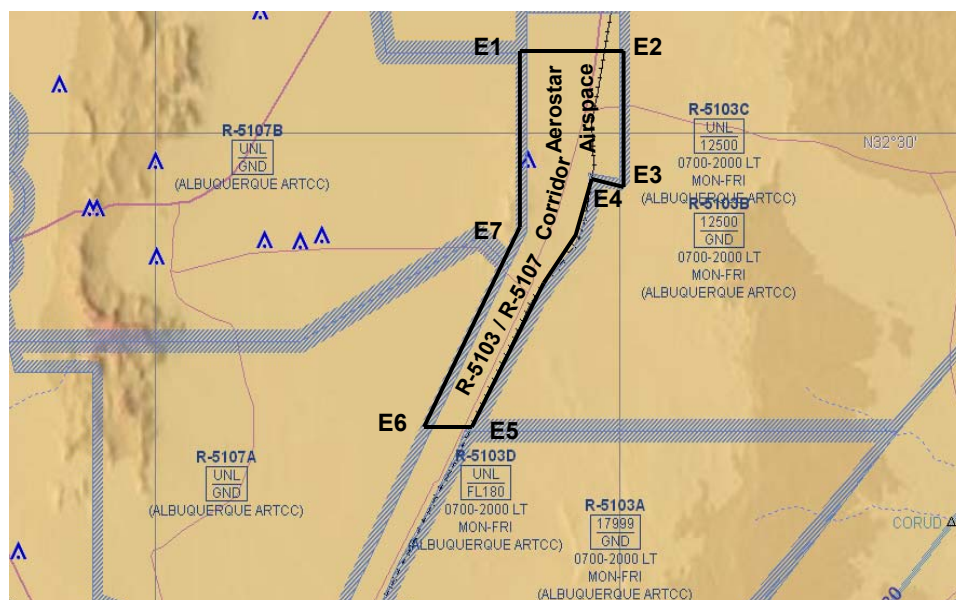 E1
E2
Corridor Aerostar
Airspace
R-5103 / R-5107
R-5107B
UNL
GND
(ALBUQUERQUE ARTCC)
R-5103C
UNL
12500
0700-2000 LT
MON-FRI
(ALBUQUERQUE ARTCC)
N32°30'
E3
E4
R-5103B
12500
GND
0700-2000 LT
MON-FRI
(ALBUQUERQUE ARTCC)
E7
E6
E5
R-5107A
UNL
GND
(ALBUQUERQUE ARTCC)
R-5103D
UNL
FL180
0700-2000 LT
MON-FRI
(ALBUQUERQUE ARTCC)
R-5103A
17999
GND
0700-2000 LT
MON-FRI
(ALBUQUERQUE ARTCC)
CORUD